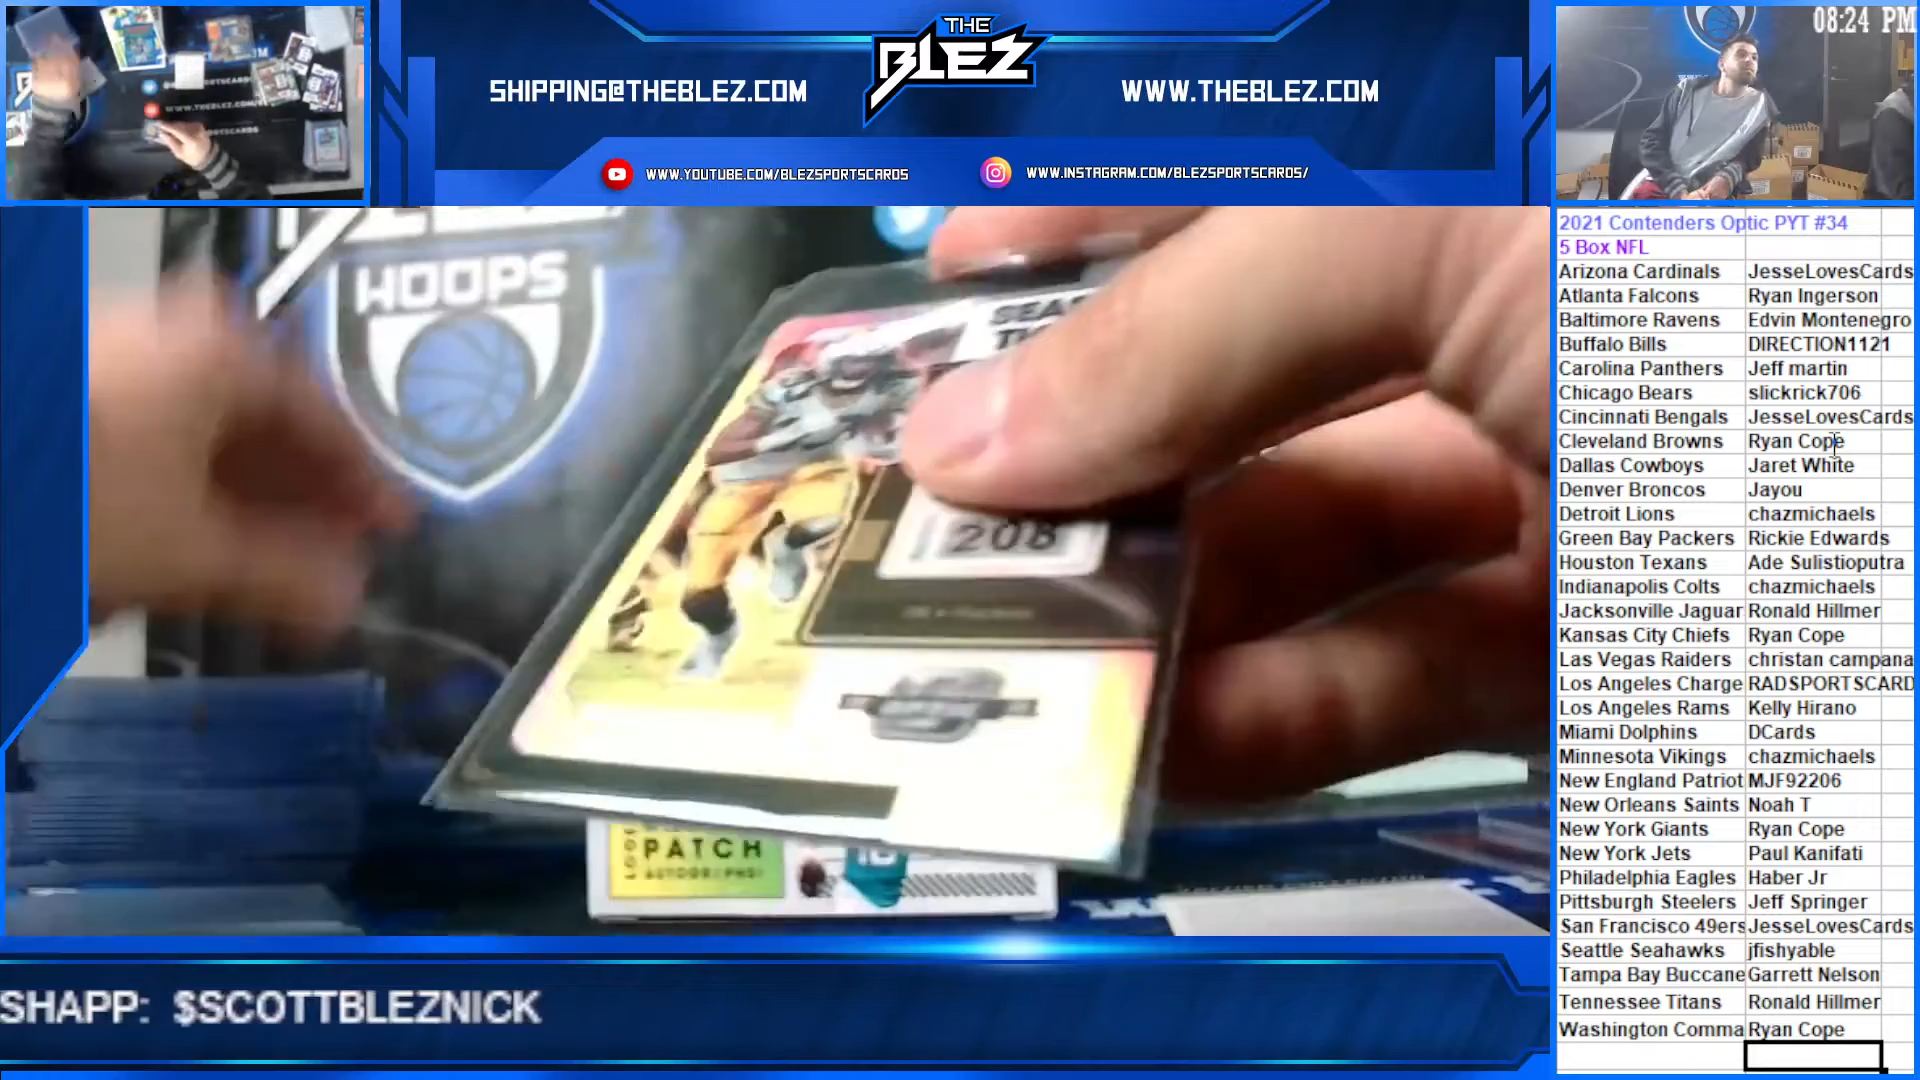 THE
BLEZ
SHIPPING@THEBLEZ.COM
WWW.THEBLEZ.COM
WWW.YOUTUBE.COM/BLEZSPORTSCARDS
WWW.INSTAGRAM.COM/BLEZSPORTSCARDS/
08:24 PM
HOOPS
208
PATCH
2021 Contenders Optic PYT #34
5 Box NFL
Arizona Cardinals JesseLovesCards
Atlanta Falcons Ryan Ingerson
Baltimore Ravens Edvin Montenegro
Buffalo Bills DIRECTION1121
Carolina Panthers Jeff martin
Chicago Bears slickrick706
Cincinnati Bengals JesseLovesCards
Cleveland Browns Ryan Cope
Dallas Cowboys Jaret White
Denver Broncos Jayou
Detroit Lions chazmichaels
Green Bay Packers Rickie Edwards
Houston Texans Ade Sulistioputra
Indianapolis Colts chazmichaels
Jacksonville Jaguar Ronald Hillmer
Kansas City Chiefs Ryan Cope
Las Vegas Raiders christan campana
Los Angeles Charge RADSPORTSCARD
Los Angeles Rams Kelly Hirano
Miami Dolphins DCards
Minnesota Vikings chazmichaels
New England Patriot MJF92206
New Orleans Saints Noah T
New York Giants Ryan Cope
New York Jets Paul Kanifati
Philadelphia Eagles Haber Jr
Pittsburgh Steelers Jeff Springer
San Francisco 49ers JesseLovesCards
Seattle Seahawks jfishyable
Tampa Bay Buccane Garrett Nelson
Tennessee Titans Ronald Hillmer
Washington Comma Ryan Cope
SHAPP: $SCOTTBLEZNICK